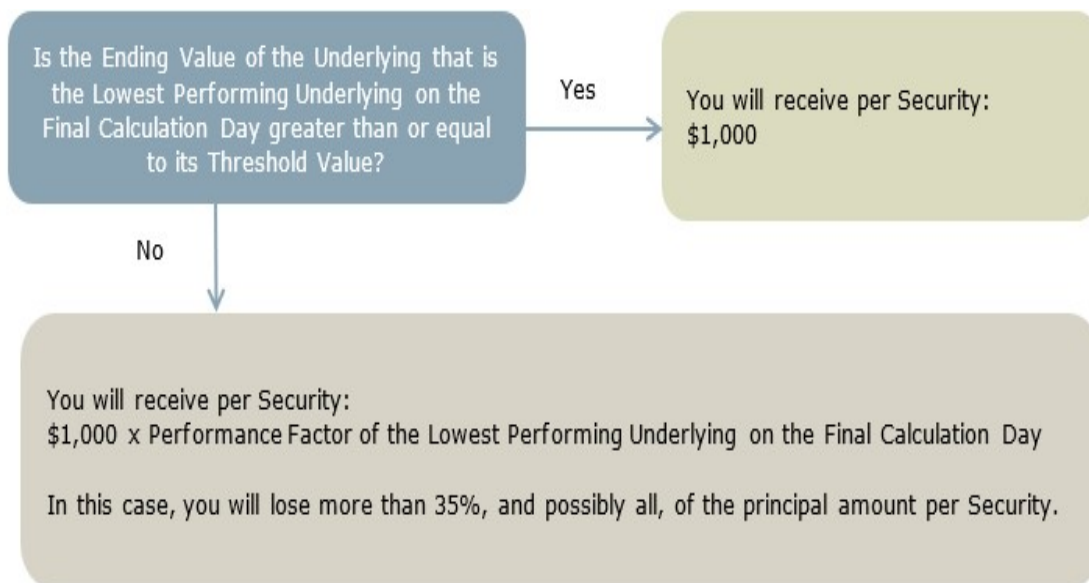 Is the Ending Value of the Underlying that is
the Lowest Performing Underlying on the
Final Calculation Day greater than or equal
to its Threshold Value?
Yes
You will receive per Security:
$1,000
No
You will receive per Security:
$1,000 x Performance Factor of the Lowest Performing Underlying on the Final Calculation Day
In this case, you will lose more than 35%, and possibly all, of the principal amount per Security.